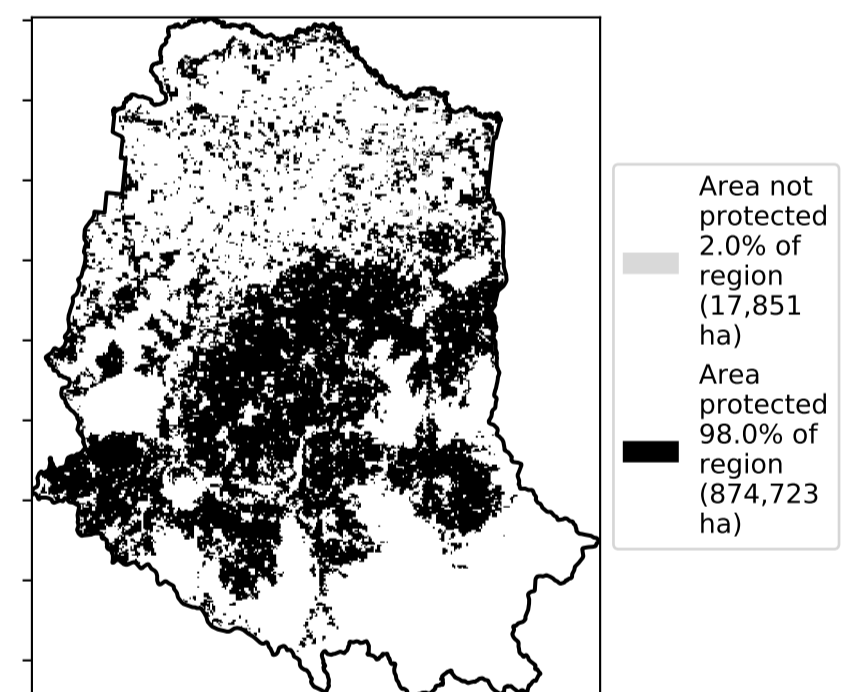 Area not
protected
2.0% of
region
(17,851
ha)
Area
protected
98.0% of
region
(874,723
ha)